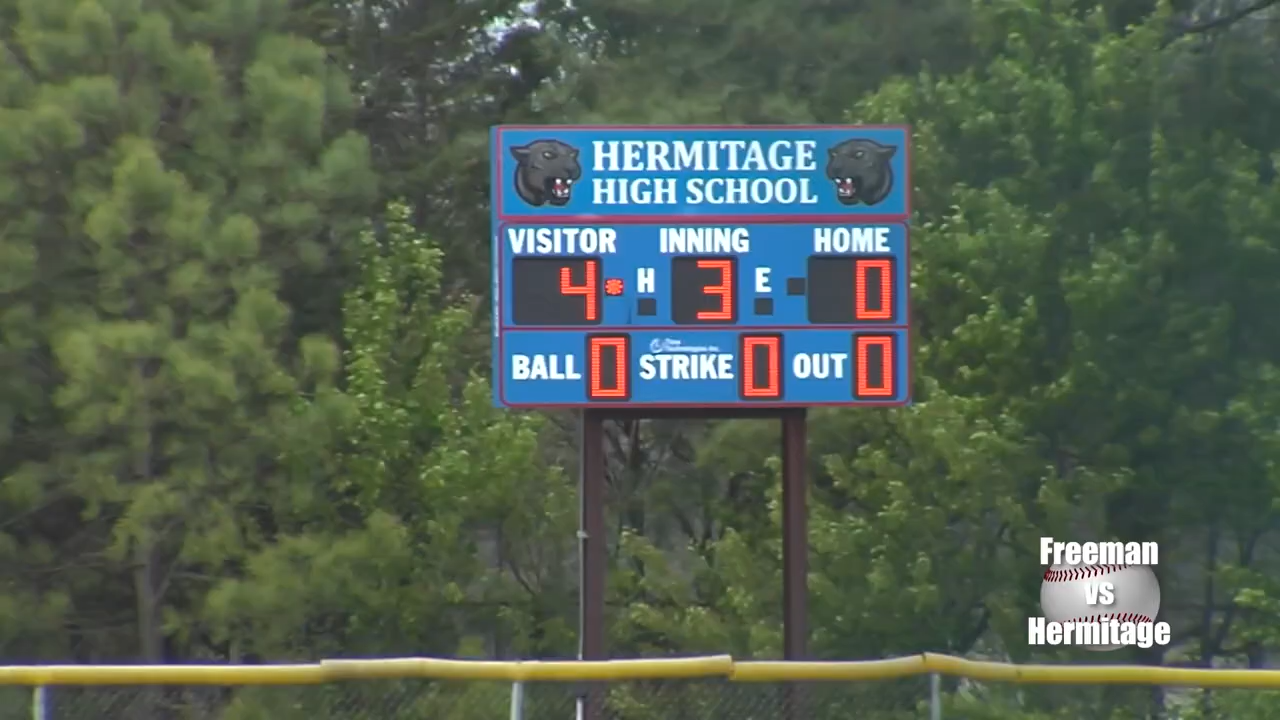 HERMITAGE
HIGH SCHOOL
VISITOR INNING HOME
4 H 3 E 0
BALL 0 STRIKE 0 OUT 0
Freeman
vs
Hermitage